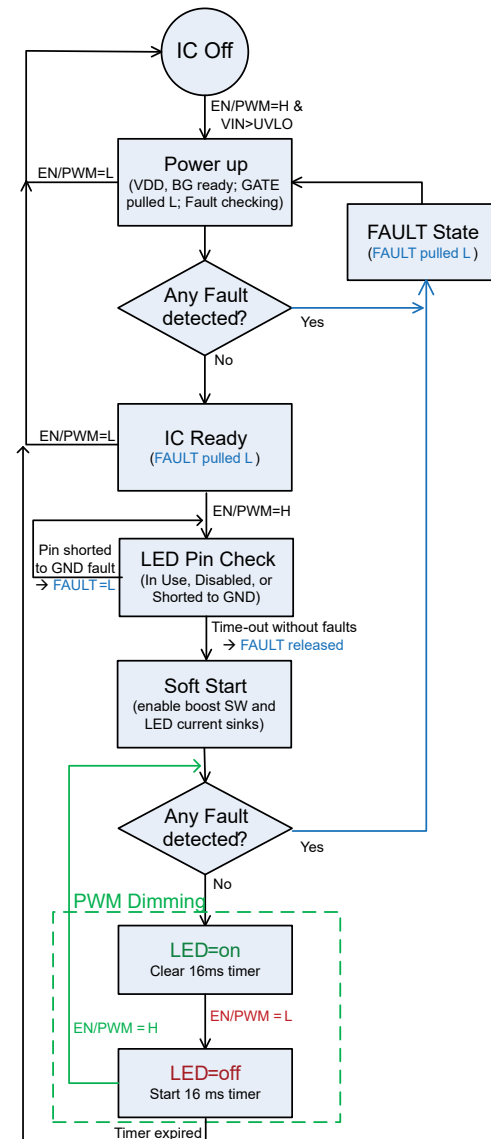 IC Off
EN/PWM=H &
VIN>UVLO
EN/PWM=L
Power up
(VDD, BG ready; GATE
pulled L; Fault checking)
FAULT State
(FAULT pulled L )
Any Fault
detected?
Yes
No
EN/PWM=L
IC Ready
(FAULT pulled L )
EN/PWM=H
Pin shorted
to GND fault
→ FAULT =L
LED Pin Check
(In Use, Disabled, or
Shorted to GND)
Time-out without faults
→ FAULT released
Soft Start
(enable boost SW and
LED current sinks)
Any Fault
detected?
Yes
No
PWM Dimming
LED=on
Clear 16ms timer
EN/PWM = H
EN/PWM = L
LED=off
Start 16 ms timer
Timer expired